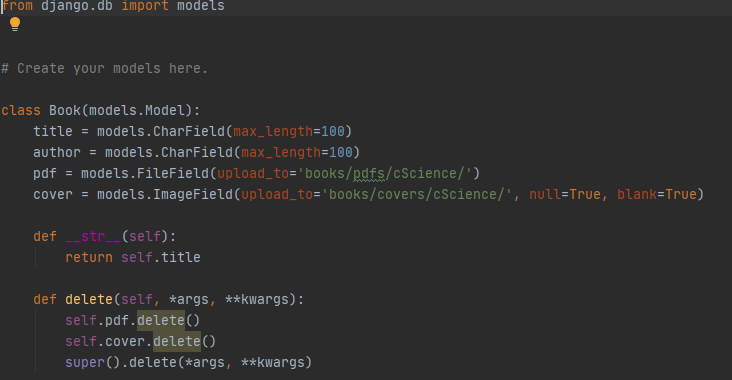 from django.db import models
# Create your models here.
class Book(models.Model):
    title = models.CharField(max_length=100)
    author = models.CharField(max_length=100)
    pdf = models.FileField(upload_to='books/pdfs/cScience/')
    cover = models.ImageField(upload_to='books/covers/cScience/', null=True, blank=True)
    def __str__(self):
        return self.title
    def delete(self, *args, **kwargs):
        self.pdf.delete()
        self.cover.delete()
        super().delete(*args, **kwargs)